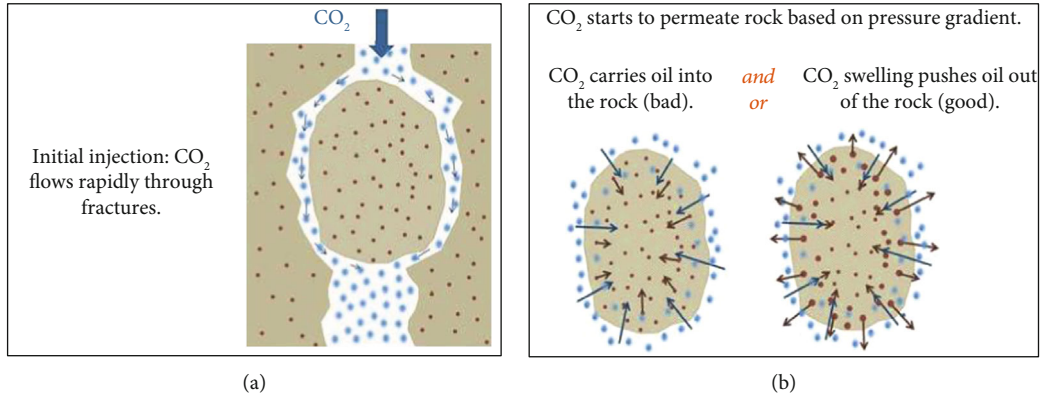 CO₂
Initial injection: CO₂
flows rapidly through
fractures.
(a)
CO₂ starts to permeate rock based on pressure gradient.
CO₂ carries oil into
the rock (bad).
and
or
CO₂ swelling pushes oil out
of the rock (good).
(b)